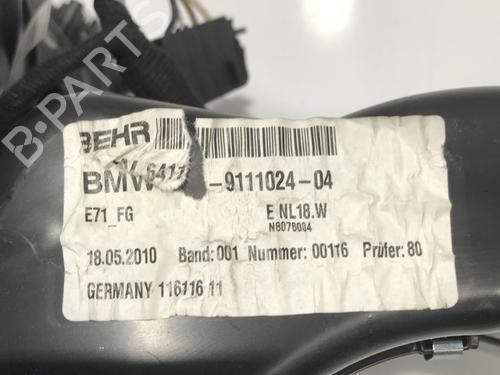 BEHR
BMW -9111024-04
E71_FG E NL18.W
N8076004
18.05.2010 Band:001 Nummer: 00116 Prüfer: 80
GERMANY 116116 11
B-PARTS